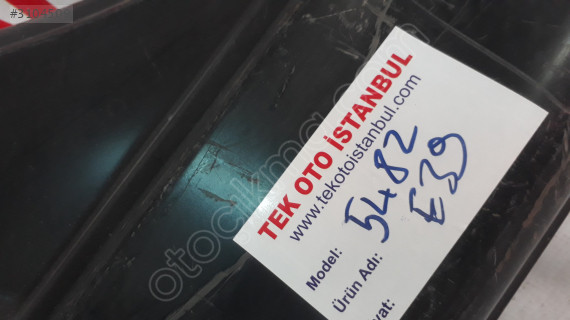 TEK OTO İSTANBUL
www.tekotoistanbul.com
Model: 5482
Ürün Adı: E39